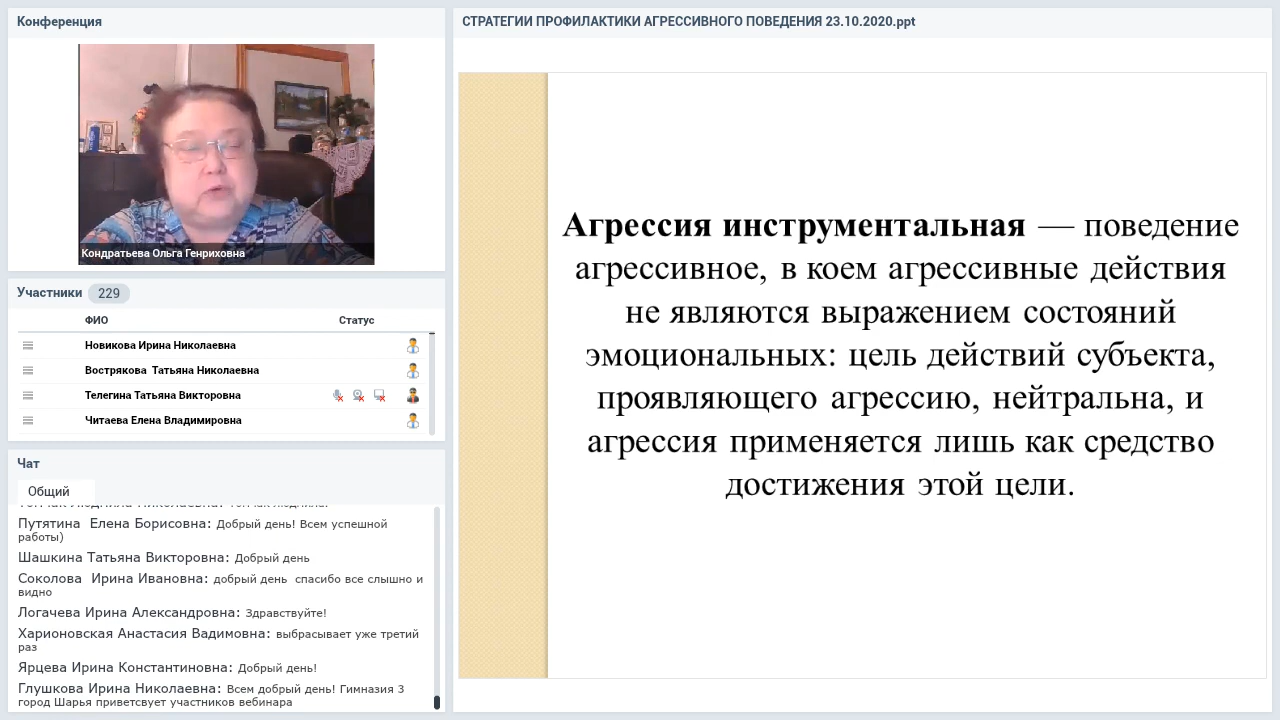 Конференция
Кондратьева Ольга Генриховна
Участники 229
ФИО Статус
Новикова Ирина Николаевна
Вострякова Татьяна Николаевна
Телегина Татьяна Викторовна
Читаева Елена Владимировна
Чат
Общий
Путятина Елена Борисовна: Добрый день! Всем успешной
работы)
Шашкина Татьяна Викторовна: Добрый день
Соколова Ирина Ивановна: добрый день спасибо все слышно и
видно
Логачева Ирина Александровна: Здравствуйте!
Харионовская Анастасия Вадимовна: выбрасывает уже третий
раз
Ярцева Ирина Константиновна: Добрый день!
Глушкова Ирина Николаевна: Всем добрый день! Гимназия 3
город Шарья приветсвует участников вебинара
СТРАТЕГИИ ПРОФИЛАКТИКИ АГРЕССИВНОГО ПОВЕДЕНИЯ 23.10.2020.ppt
Агрессия инструментальная — поведение
агрессивное, в коем агрессивные действия
не являются выражением состояний
эмоциональных: цель действий субъекта,
проявляющего агрессию, нейтральна, и
агрессия применяется лишь как средство
достижения этой цели.